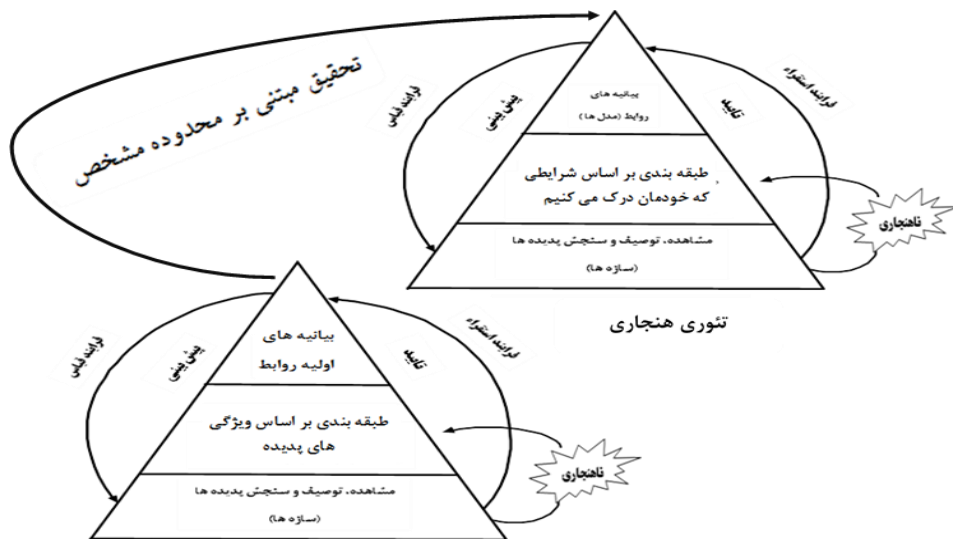 تحقیق مبتنی بر محدوده مشخص
فرایند قیاس
پیش بینی
بیانیه های
روابط (مدل ها)
تایید
فرایند استقراء
طبقه بندی بر اساس شرایطی
که خودمان درک می کنیم
ناهنجاری
مشاهده، توصیف و سنجش پدیده ها
(سازه ها)
تئوری هنجاری
فرایند قیاس
پیش بینی
بیانیه های
اولیه روابط
تایید
فرایند استقراء
طبقه بندی بر اساس ویژگی
های پدیده
ناهنجاری
مشاهده، توصیف و سنجش پدیده ها
(سازه ها)